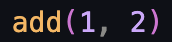 add(1, 2)